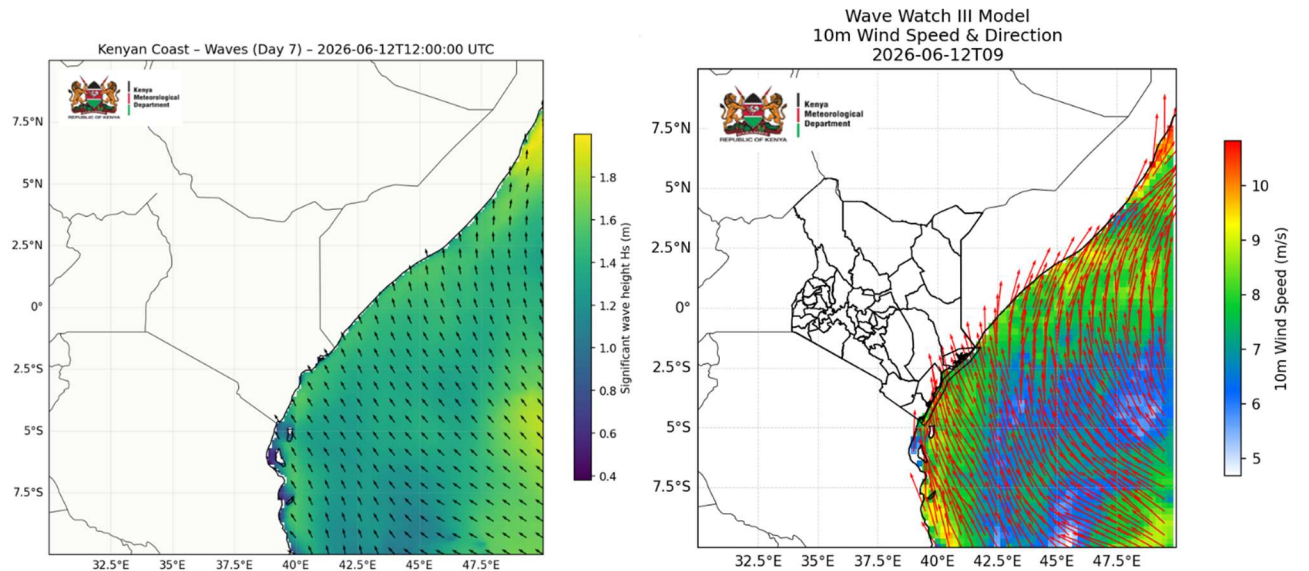 Kenyan Coast – Waves (Day 7) – 2026-06-12T12:00:00 UTC
Kenya
Meteorological
Department
REPUBLIC OF KENYA
7.5°N
5°N
2.5°N
0°
2.5°S
5°S
7.5°S
32.5°E 35°E 37.5°E 40°E 42.5°E 45°E 47.5°E
1.8
1.6
1.4
1.2
1.0
0.8
0.6
0.4
Significant wave height Hs (m)
Wave Watch III Model
10m Wind Speed & Direction
2026-06-12T09
Kenya
Meteorological
Department
REPUBLIC OF KENYA
7.5°N
5°N
2.5°N
0°
2.5°S
5°S
7.5°S
32.5°E 35°E 37.5°E 40°E 42.5°E 45°E 47.5°E
10
9
8
7
6
5
10m Wind Speed (m/s)